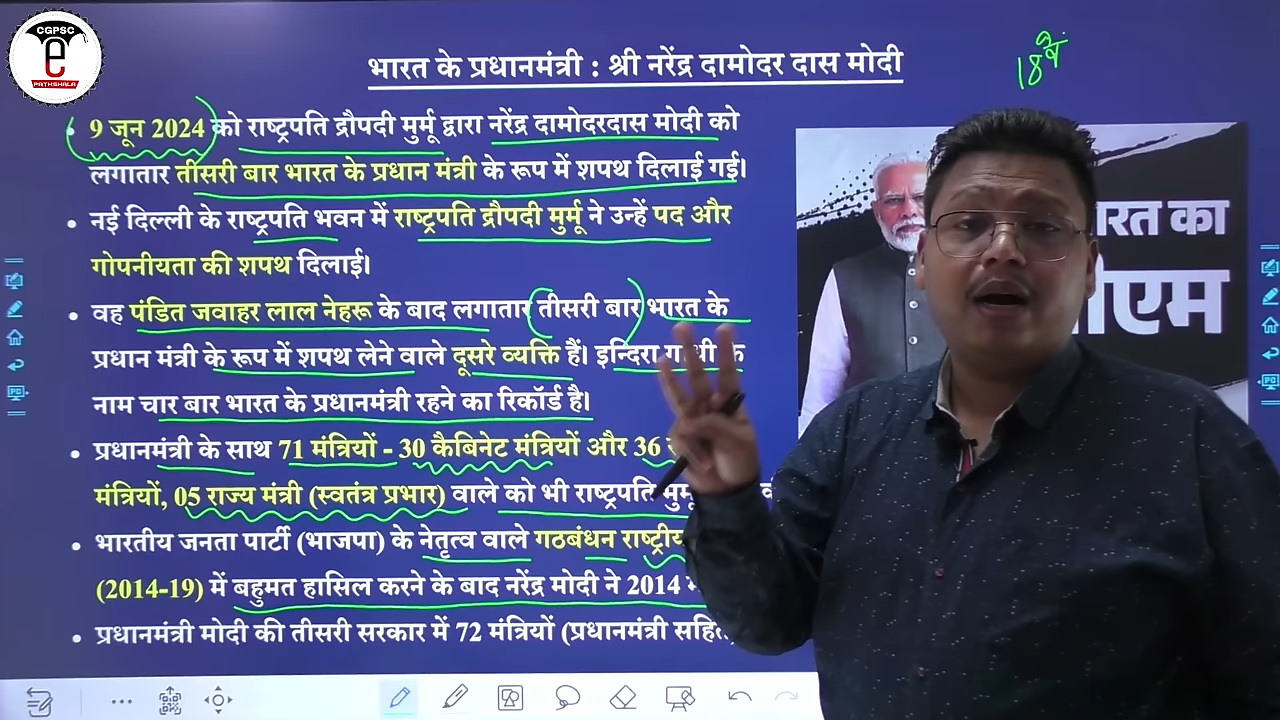 CGPSC
e
PATHSHALA
भारत के प्रधानमंत्री : श्री नरेंद्र दामोदर दास मोदी
18 वीं
• 9 जून 2024 को राष्ट्रपति द्रौपदी मुर्मू द्वारा नरेंद्र दामोदरदास मोदी को
लगातार तीसरी बार भारत के प्रधान मंत्री के रूप में शपथ दिलाई गई।
• नई दिल्ली के राष्ट्रपति भवन में राष्ट्रपति द्रौपदी मुर्मू ने उन्हें पद और
गोपनीयता की शपथ दिलाई।
• वह पंडित जवाहर लाल नेहरू के बाद लगातार तीसरी बार भारत के
प्रधान मंत्री के रूप में शपथ लेने वाले दूसरे व्यक्ति हैं। इन्दिरा गांधी के
नाम चार बार भारत के प्रधानमंत्री रहने का रिकॉर्ड है।
• प्रधानमंत्री के साथ 71 मंत्रियों - 30 कैबिनेट मंत्रियों और 36
मंत्रियों, 05 राज्य मंत्री (स्वतंत्र प्रभार) वाले को भी राष्ट्रपति
• भारतीय जनता पार्टी (भाजपा) के नेतृत्व वाले गठबंधन राष्ट्रीय
(2014-19) में बहुमत हासिल करने के बाद नरेंद्र मोदी ने 2014
• प्रधानमंत्री मोदी की तीसरी सरकार में 72 मंत्रियों (प्रधानमंत्री सहित
का